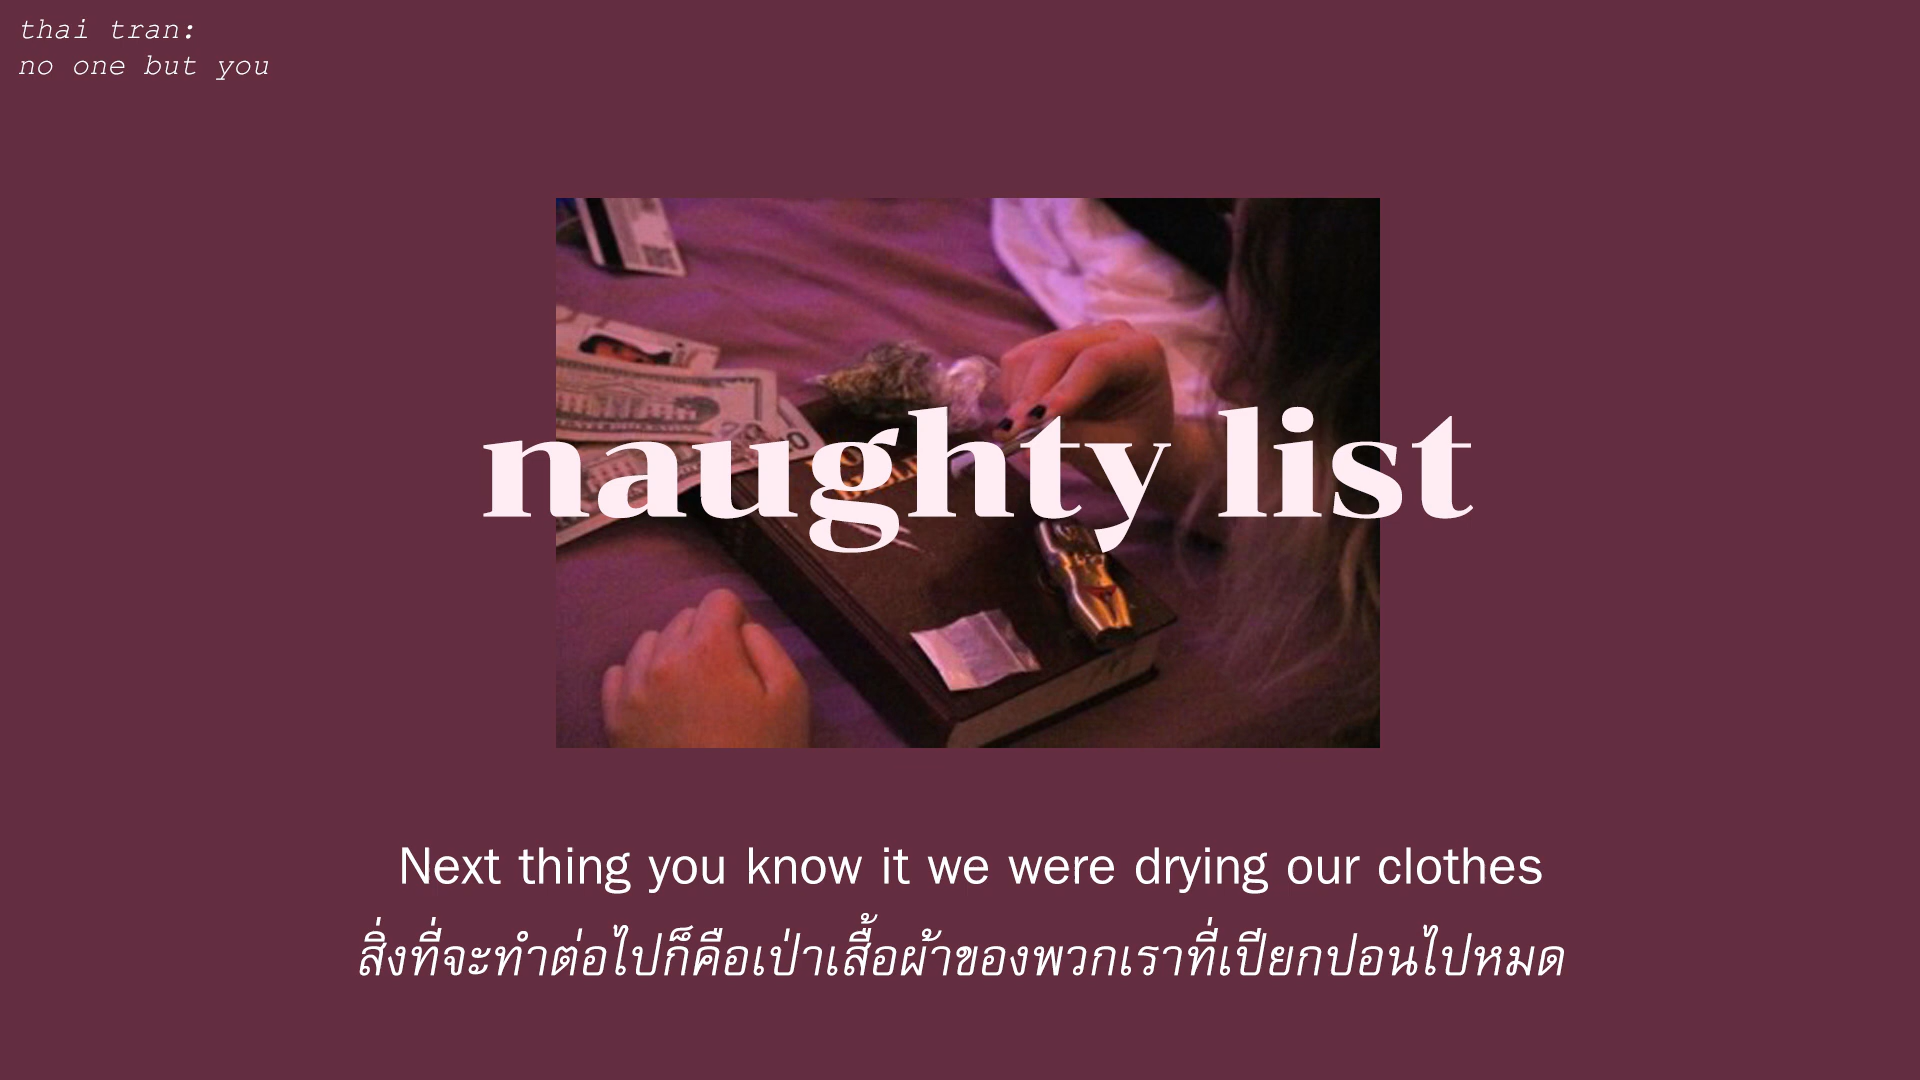 thai tran:
no one but you
naughty list
Next thing you know it we were drying our clothes
สิ่งที่จะทำต่อไปก็คือเป่าเสื้อผ้าของพวกเราที่เปียกปอนไปหมด